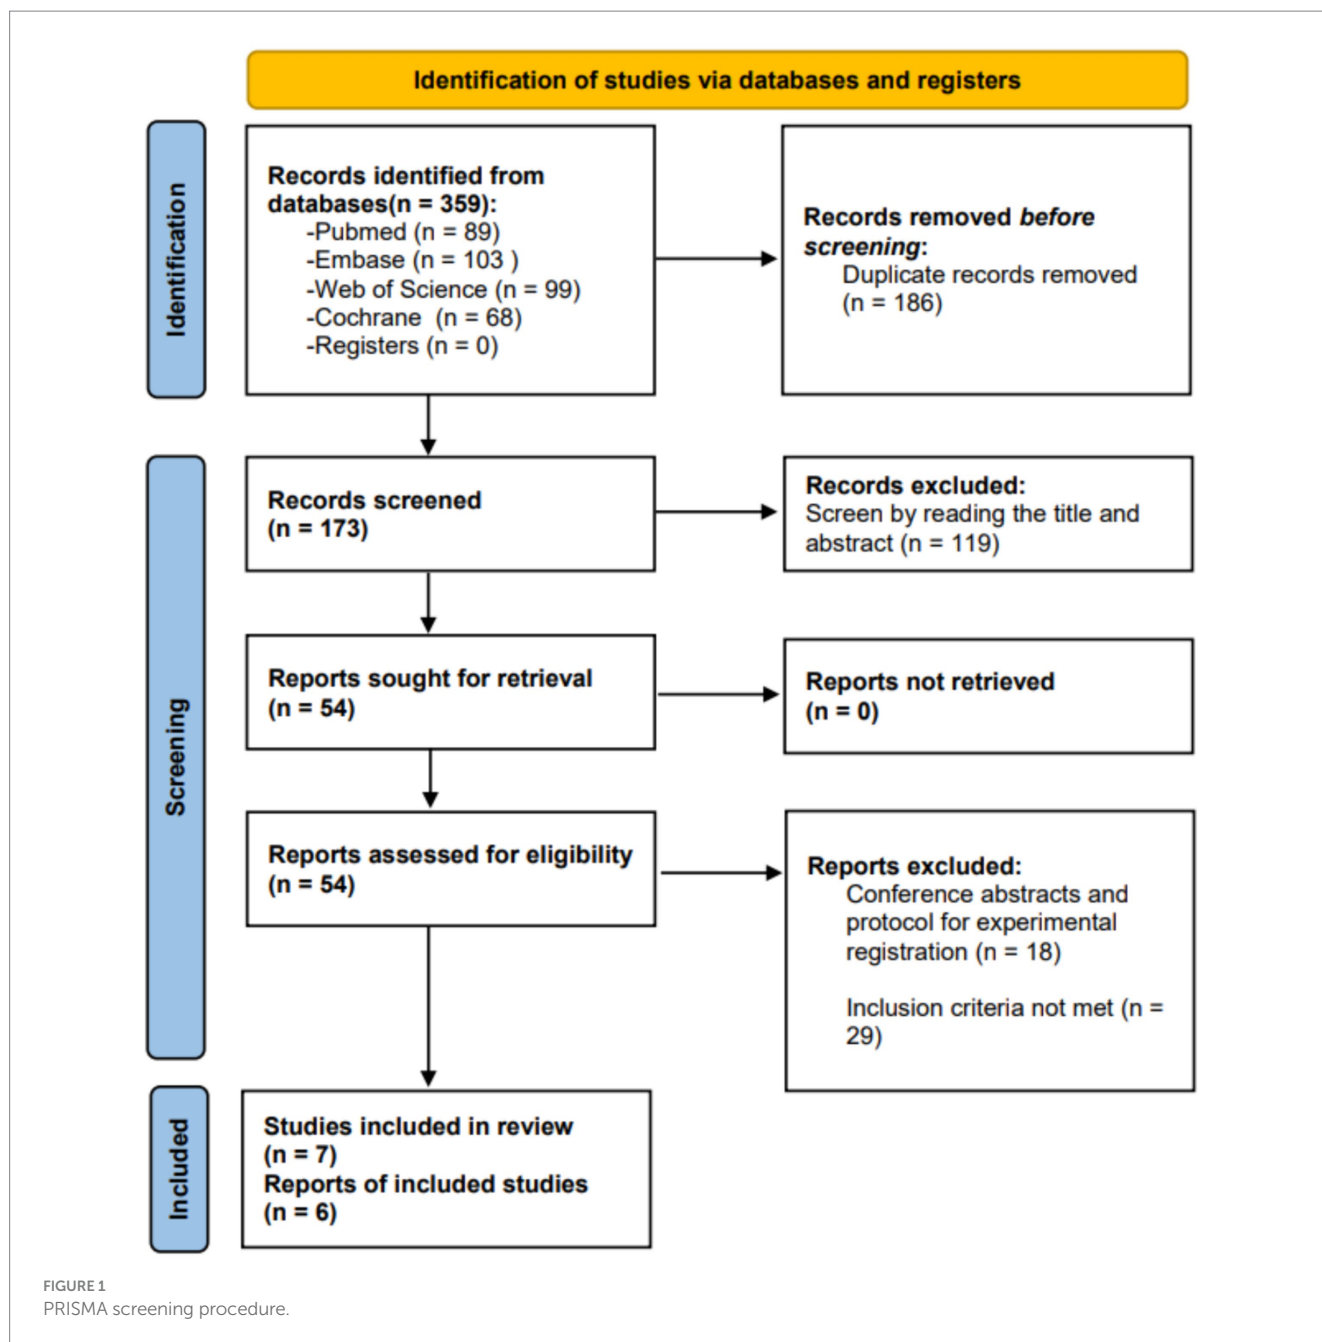 Identification of studies via databases and registers
Identification
Records identified from
databases(n = 359):
-Pubmed (n = 89)
-Embase (n = 103 )
-Web of Science (n = 99)
-Cochrane  (n = 68)
-Registers (n = 0)
Records removed before
screening:
Duplicate records removed
(n = 186)
Screening
Records screened
(n = 173)
Records excluded:
Screen by reading the title and
abstract (n = 119)
Reports sought for retrieval
(n = 54)
Reports not retrieved
(n = 0)
Reports assessed for eligibility
(n = 54)
Reports excluded:
Conference abstracts and
protocol for experimental
registration (n = 18)
Inclusion criteria not met (n =
29)
Included
Studies included in review
(n = 7)
Reports of included studies
(n = 6)
FIGURE 1
PRISMA screening procedure.